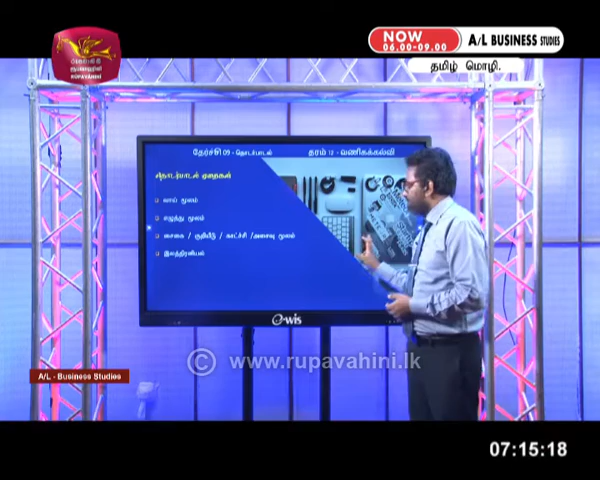 NOW
06.00-09.00
A/L BUSINESS STUDIES
தமிழ் மொழி.
RUPAVAHINI
தேர்ச்சி 09 - தொடர்பாடல்
தரம் 12 - வணிகக்கல்வி
தொடர்பாடல் முறைகள்
வாய் மூலம்
எழுத்து மூலம்
சைகை / குறியீடு / காட்சி / அசைவு மூலம்
இலத்திரனியல்
e-wis
© www.rupavahini.lk
A/L - Business Studies
07:15:18